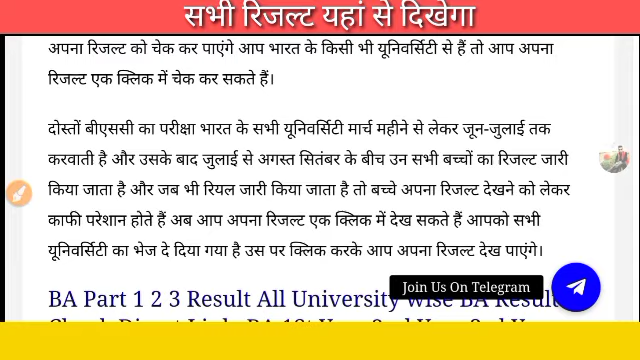 सभी रिजल्ट यहां से दिखेगा
अपना रिजल्ट को चेक कर पाएंगे आप भारत के किसी भी यूनिवर्सिटी से हैं तो आप अपना
रिजल्ट एक क्लिक में चेक कर सकते हैं।
दोस्तों बीएससी का परीक्षा भारत के सभी यूनिवर्सिटी मार्च महीने से लेकर जून-जुलाई तक
करवाती है और उसके बाद जुलाई से अगस्त सितंबर के बीच उन सभी बच्चों का रिजल्ट जारी
किया जाता है और जब भी रियल जारी किया जाता है तो बच्चे अपना रिजल्ट देखने को लेकर
काफी परेशान होते हैं अब आप अपना रिजल्ट एक क्लिक में देख सकते हैं आपको सभी
यूनिवर्सिटी का भेज दे दिया गया है उस पर क्लिक करके आप अपना रिजल्ट देख पाएंगे।
Join Us On Telegram
BA Part 1 2 3 Result All University wise BA Result